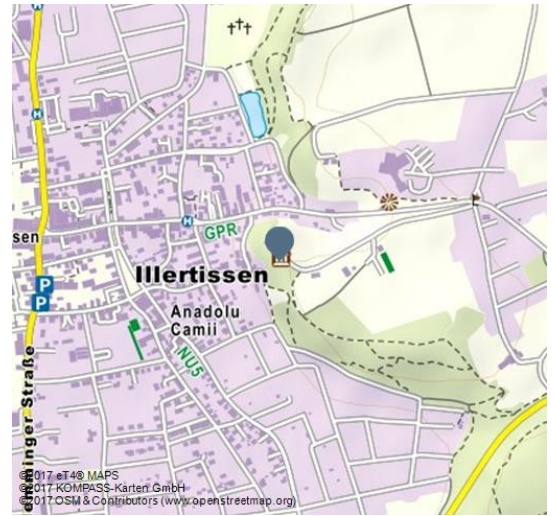 H
H
H
sen
GPR
Illertissen
P
P
Anadolu
Camii
NU5
emminger Straße
©2017 eT4® MAPS
©2017 KOMPASS-Karten GmbH
©2017 OSM & Contributors (www.openstreetmap.org)